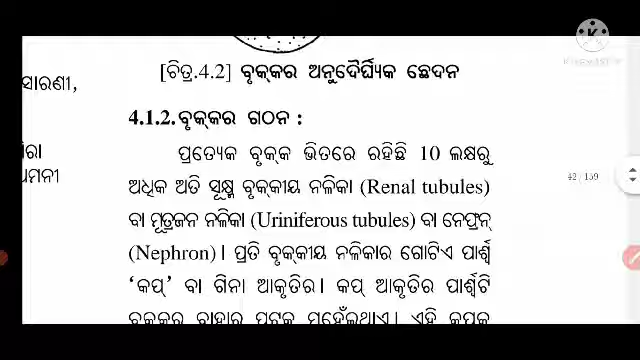 [ଚିତ୍ର.4.2] ବୃକ୍‌କର ଅନୁଦୈର୍ଘ୍ୟିକ ଛେଦନ
ସାରଣୀ,
4.1.2. ବୃକ୍‌କର ଗଠନ :
ପ୍ରତ୍ୟେକ ବୃକ୍‌କ ଭିତରେ ରହିଛି 10 ଲକ୍ଷରୁ
ଧମନୀ
ଅଧିକ ଅତି ସୂକ୍ଷ୍ମ ବୃକ୍‌କୀୟ ନଳିକା (Renal tubules)
42 / 159
ବା ମୂତ୍ରଜନ ନଳିକା (Uriniferous tubules) ବା ନେଫ୍ରନ୍
(Nephron) । ପ୍ରତି ବୃକ୍‌କୀୟ ନଳିକାର ଗୋଟିଏ ପାର୍ଶ୍ୱ
‘କପ୍’ ବା ଗିନା ଆକୃତିର । କପ୍ ଆକୃତିର ପାର୍ଶ୍ୱଟି